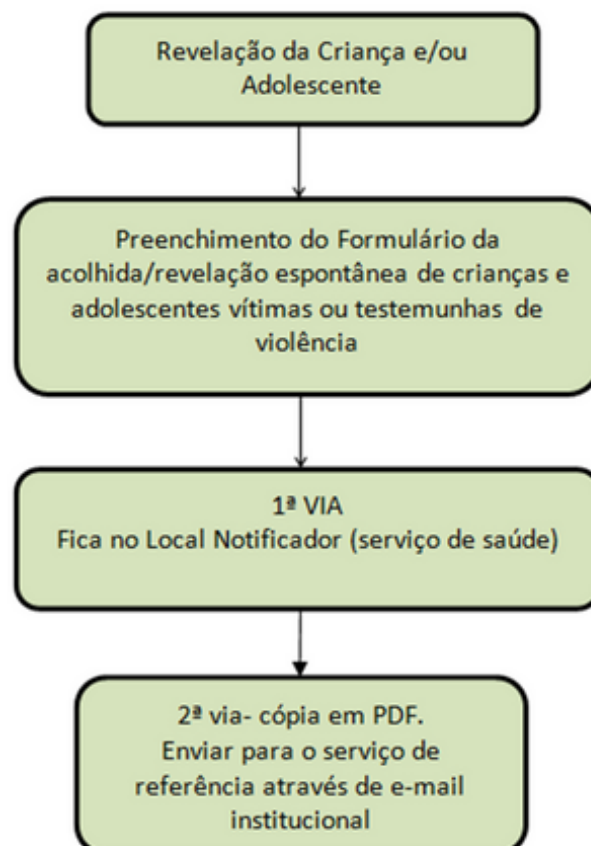 Revelação da Criança e/ou
Adolescente
Preenchimento do Formulário da
acolhida/revelação espontânea de crianças e
adolescentes vítimas ou testemunhas de
violência
1ª VIA
Fica no Local Notificador (serviço de saúde)
2ª via- cópia em PDF.
Enviar para o serviço de
referência através de e-mail
institucional